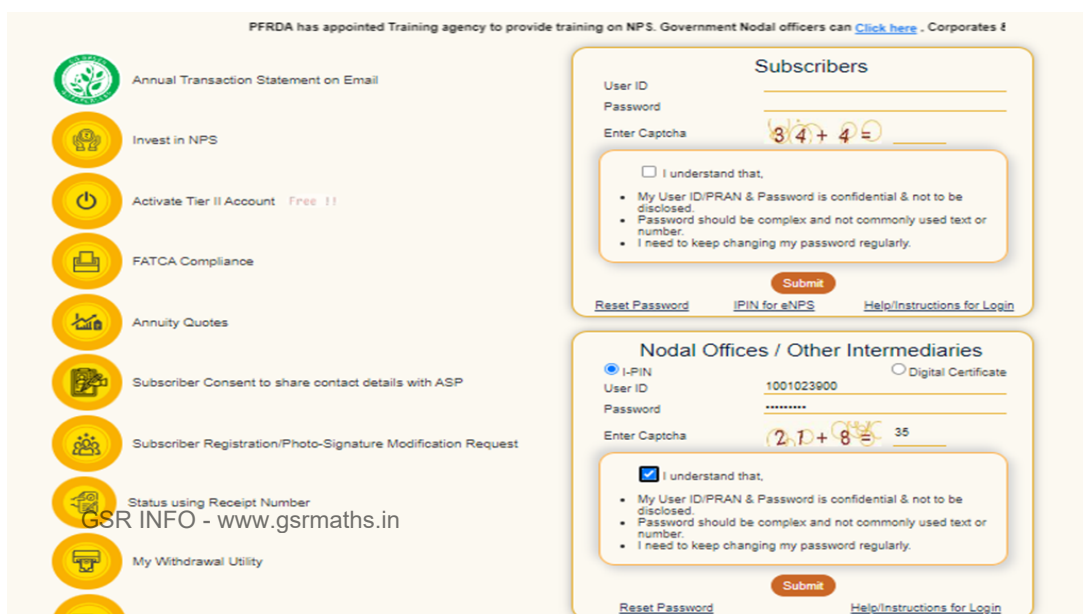 PFRDA has appointed Training agency to provide training on NPS. Government Nodal officers can Click here . Corporates &
Annual Transaction Statement on Email
Invest in NPS
Activate Tier II Account Free !!
FATCA Compliance
Annuity Quotes
Subscriber Consent to share contact details with ASP
Subscriber Registration/Photo-Signature Modification Request
Status using Receipt Number
GSR INFO - www.gsrmaths.in
My Withdrawal Utility
Subscribers
User ID
Password
Enter Captcha 34 + 4 =
I understand that,
• My User ID/PRAN & Password is confidential & not to be
disclosed.
• Password should be complex and not commonly used text or
number.
• I need to keep changing my password regularly.
Submit
Reset Password IPIN for eNPS Help/Instructions for Login
Nodal Offices / Other Intermediaries
I-PIN Digital Certificate
User ID 1001023900
Password •••••••••
Enter Captcha 27 + 8 = 35
I understand that,
• My User ID/PRAN & Password is confidential & not to be
disclosed.
• Password should be complex and not commonly used text or
number.
• I need to keep changing my password regularly.
Submit
Reset Password Help/Instructions for Login